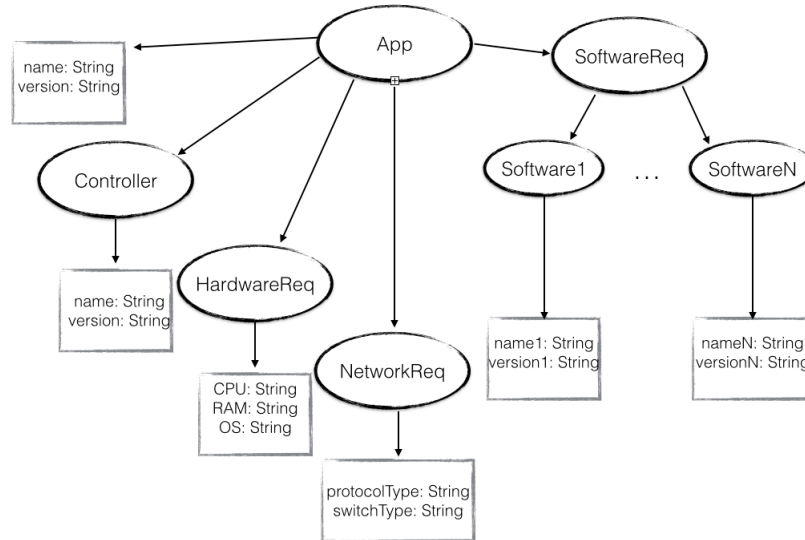 App
SoftwareReq
name: String
version: String
Controller
Software1
...
SoftwareN
HardwareReq
name: String
version: String
name1: String
version1: String
nameN: String
versionN: String
NetworkReq
CPU: String
RAM: String
OS: String
protocolType: String
switchType: String